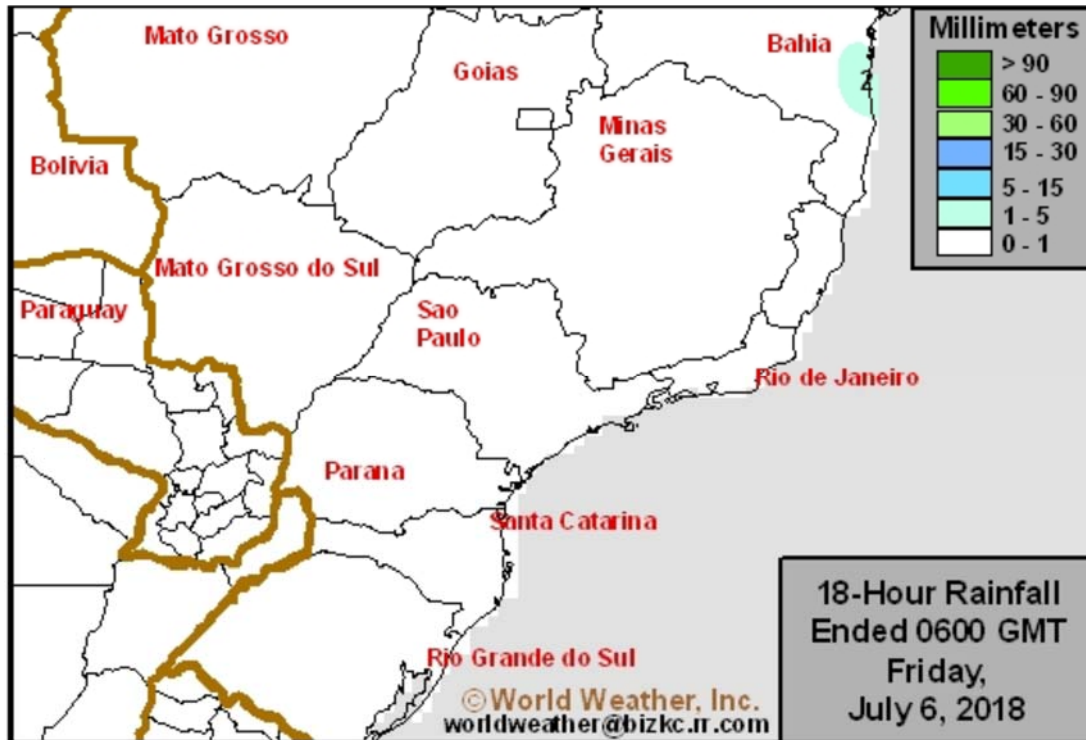 Mato Grosso
Goias
Bahia
2
Minas
Gerais
Bolivia
Mato Grosso do Sul
Paraguay
Sao
Paulo
Rio de Janeiro
Parana
Santa Catarina
Rio Grande do Sul
©World Weather, Inc.
worldweather@bizkc.rr.com
Millimeters
> 90
60 - 90
30 - 60
15 - 30
5 - 15
1 - 5
0 - 1
18-Hour Rainfall
Ended 0600 GMT
Friday,
July 6, 2018